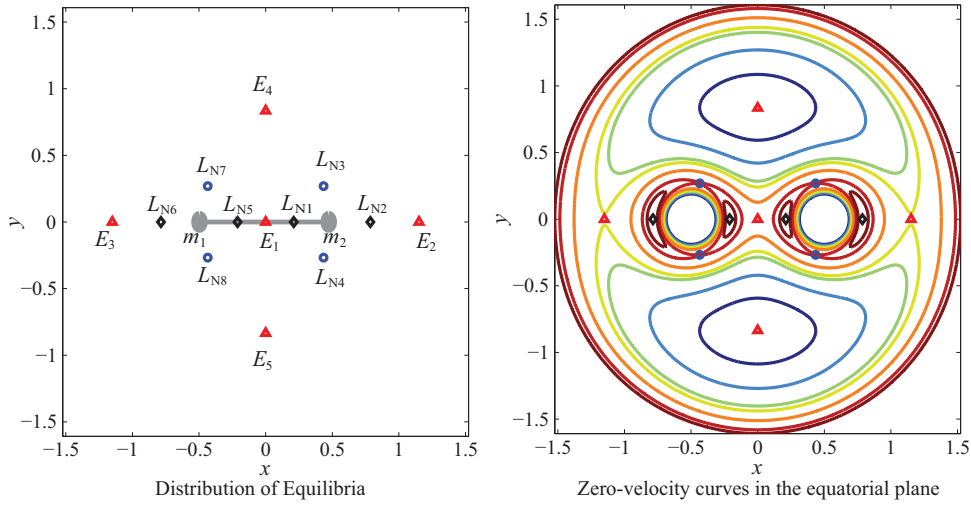 1.5
1
0.5
0
−0.5
−1
−1.5
y
−1.5 −1 −0.5 0 0.5 1 1.5
x
E4
LN7 LN3
LN6 LN5 LN1 LN2
E3 m1 E1 m2 E2
LN8 LN4
E5
Distribution of Equilibria
1.5
1
0.5
0
−0.5
−1
−1.5
y
−1.5 −1 −0.5 0 0.5 1 1.5
x
Zero-velocity curves in the equatorial plane